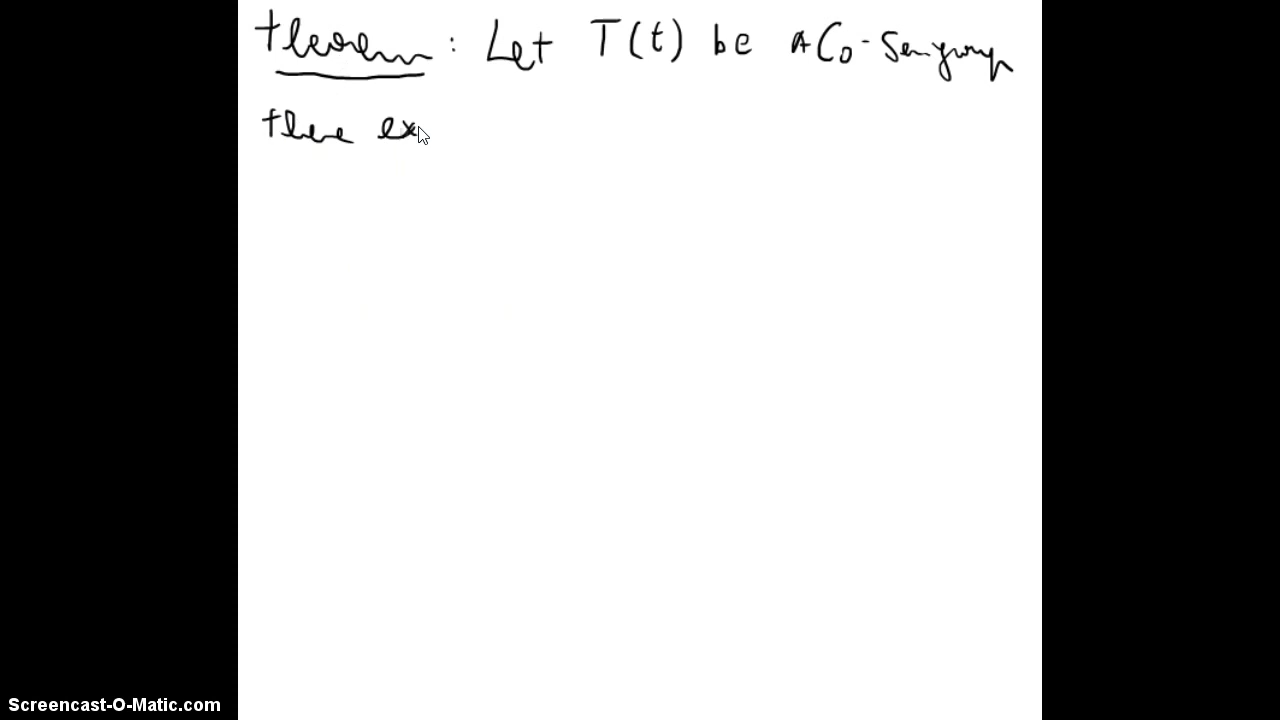 theorem : Let T(t) be a C0-Semigroup
there ex
Screencast-O-Matic.com